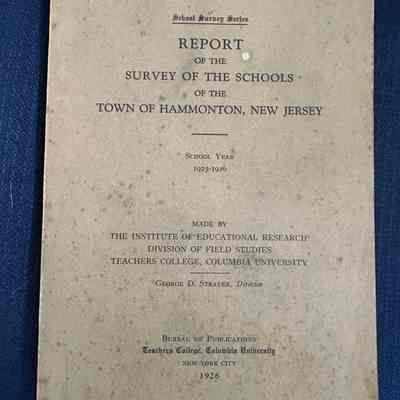 School Survey Series
REPORT
OF THE
SURVEY OF THE SCHOOLS
OF THE
TOWN OF HAMMONTON, NEW JERSEY
SCHOOL YEAR
1925-1926
MADE BY
THE INSTITUTE OF EDUCATIONAL RESEARCH
DIVISION OF FIELD STUDIES
TEACHERS COLLEGE, COLUMBIA UNIVERSITY
GEORGE D. STRAYER, Director
BUREAU OF PUBLICATIONS
Teachers College, Columbia University
NEW YORK CITY
1926